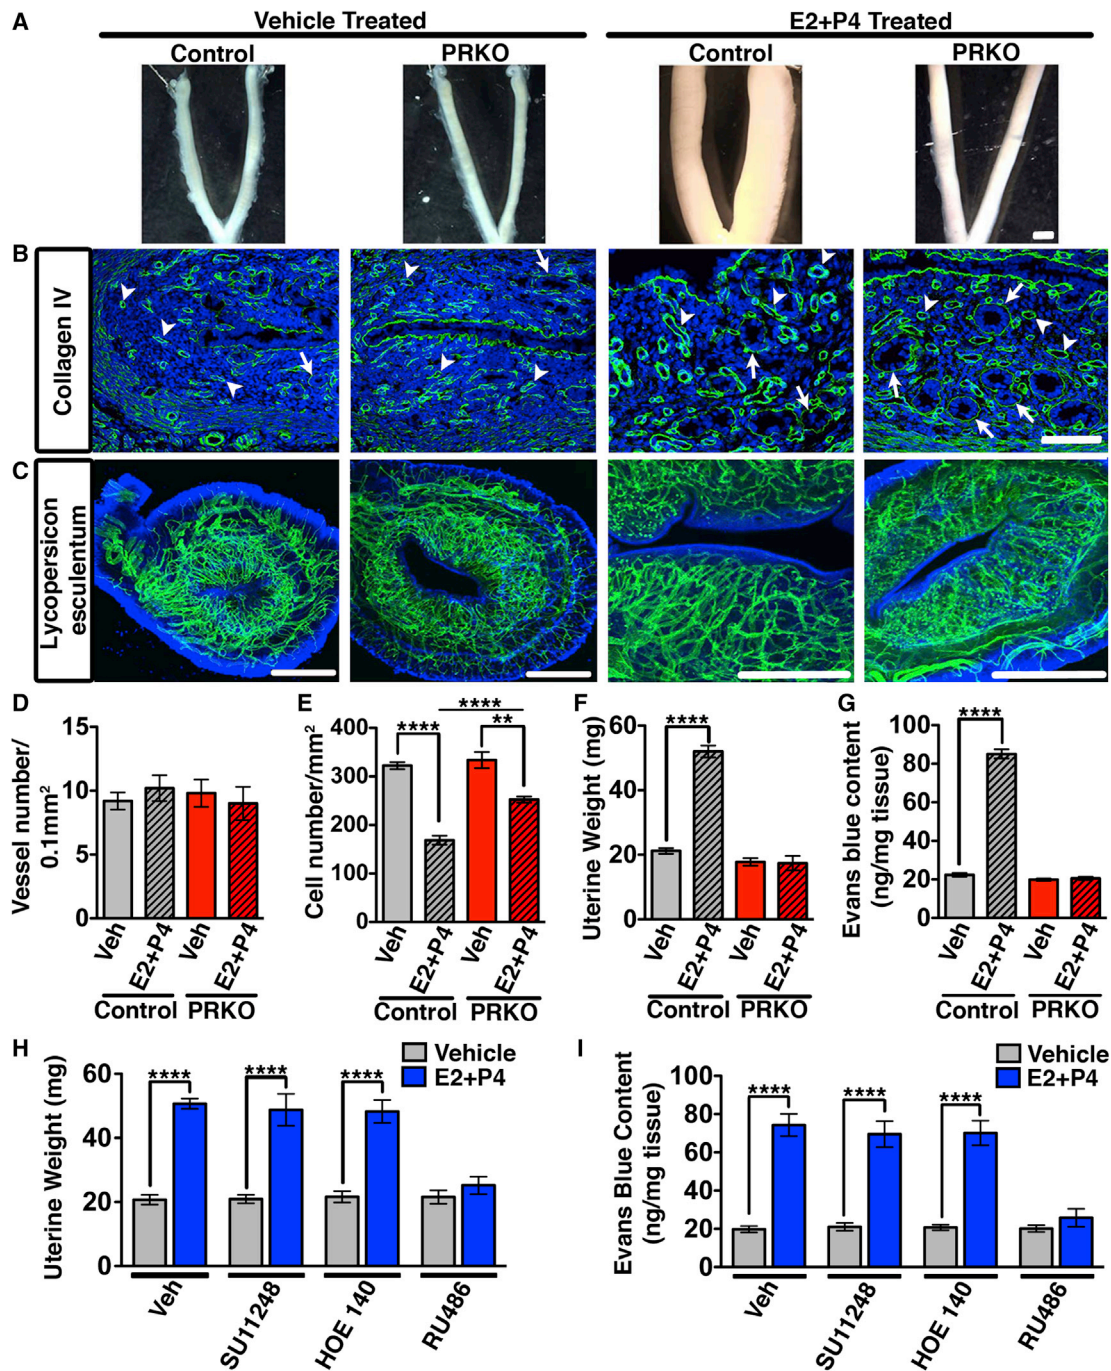 A
Vehicle Treated
E2+P4 Treated
Control
PRKO
Control
PRKO
B
Collagen IV
C
Lycopersicon
esculentum
D
Vessel number/
0.1mm²
15
10
5
0
Veh
E2+P4
Veh
E2+P4
Control
PRKO
E
Cell number/mm²
400
300
200
100
0
****
****
**
Veh
E2+P4
Veh
E2+P4
Control
PRKO
F
Uterine Weight (mg)
60
40
20
0
****
Veh
E2+P4
Veh
E2+P4
Control
PRKO
G
Evans blue content
(ng/mg tissue)
100
80
60
40
20
0
****
Veh
E2+P4
Veh
E2+P4
Control
PRKO
H
Vehicle
E2+P4
Uterine Weight (mg)
60
40
20
0
****
****
****
Veh
SU11248
HOE 140
RU486
I
Vehicle
E2+P4
Evans Blue Content
(ng/mg tissue)
100
80
60
40
20
0
****
****
****
Veh
SU11248
HOE 140
RU486